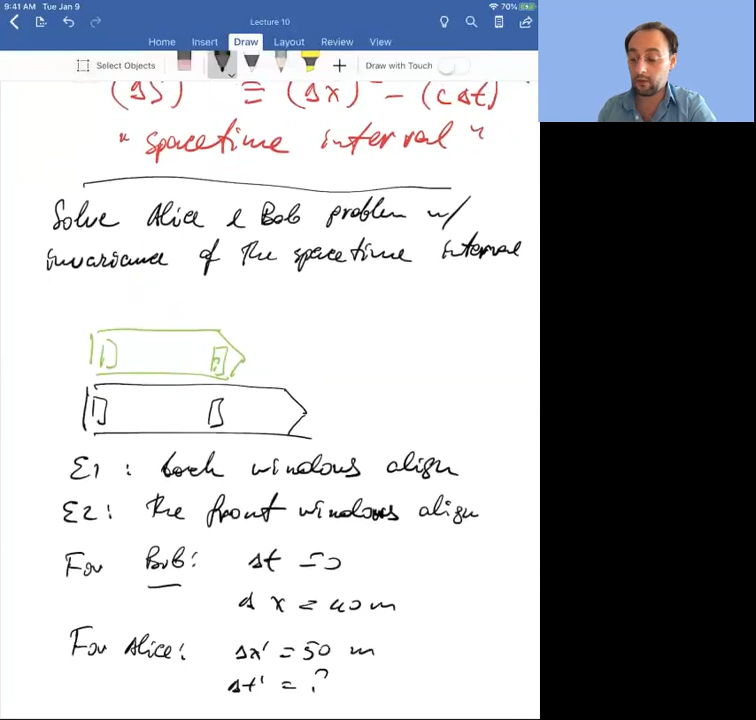 9:41 AM Tue Jan 9
70%
Lecture 10
Home Insert Draw Layout Review View
Select Objects
Draw with Touch
(ΔS)² ≡ (Δx)² - (cΔt)
" spacetime interval "
Solve Alice & Bob problem w/
invariance of the spacetime interval
E1 : back windows align
E2 : the front windows align
For Bob: Δt = 0
Δx = 40 m
For Alice: Δx' = 50 m
Δt' = ?